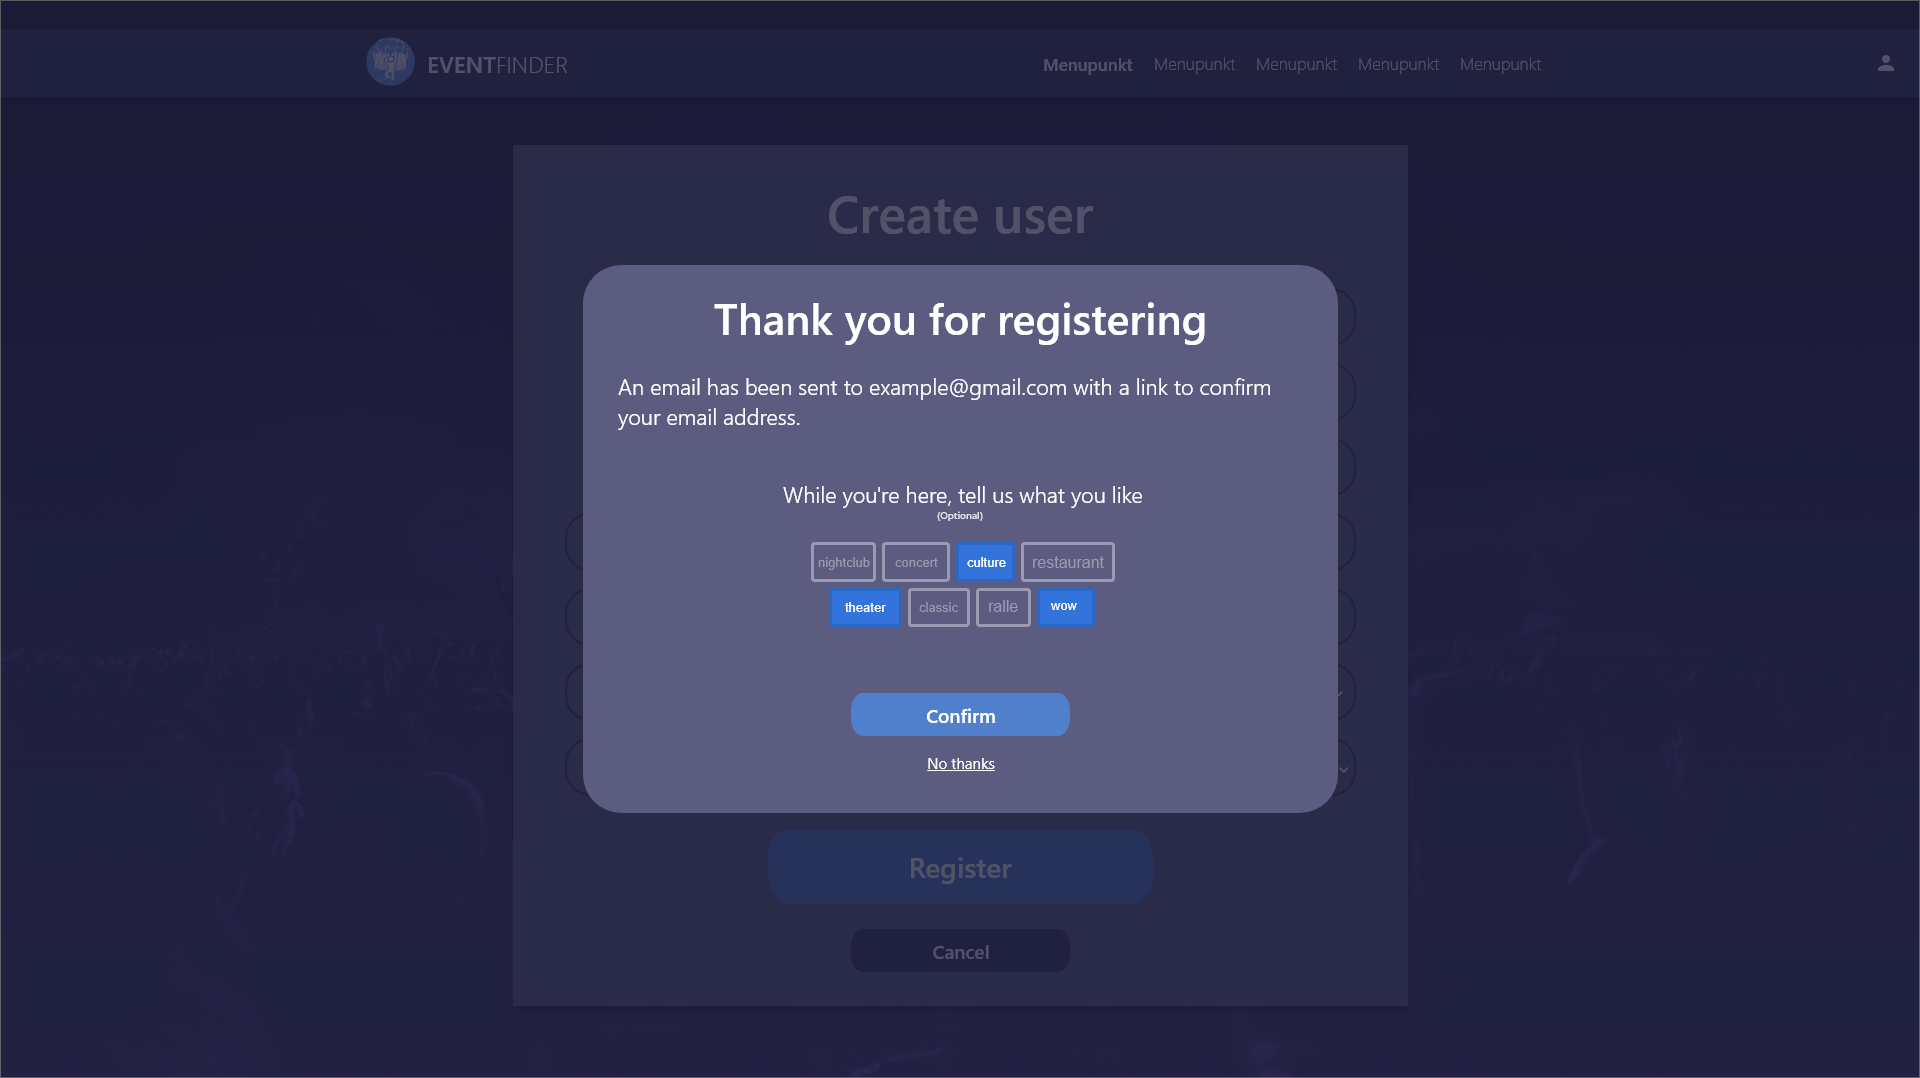 EVENTFINDER
Menupunkt Menupunkt Menupunkt Menupunkt Menupunkt
Create user
Thank you for registering
An email has been sent to example@gmail.com with a link to confirm
your email address.
While you're here, tell us what you like
(Optional)
nightclub concert culture restaurant
theater classic ralle wow
Confirm
No thanks
Register
Cancel